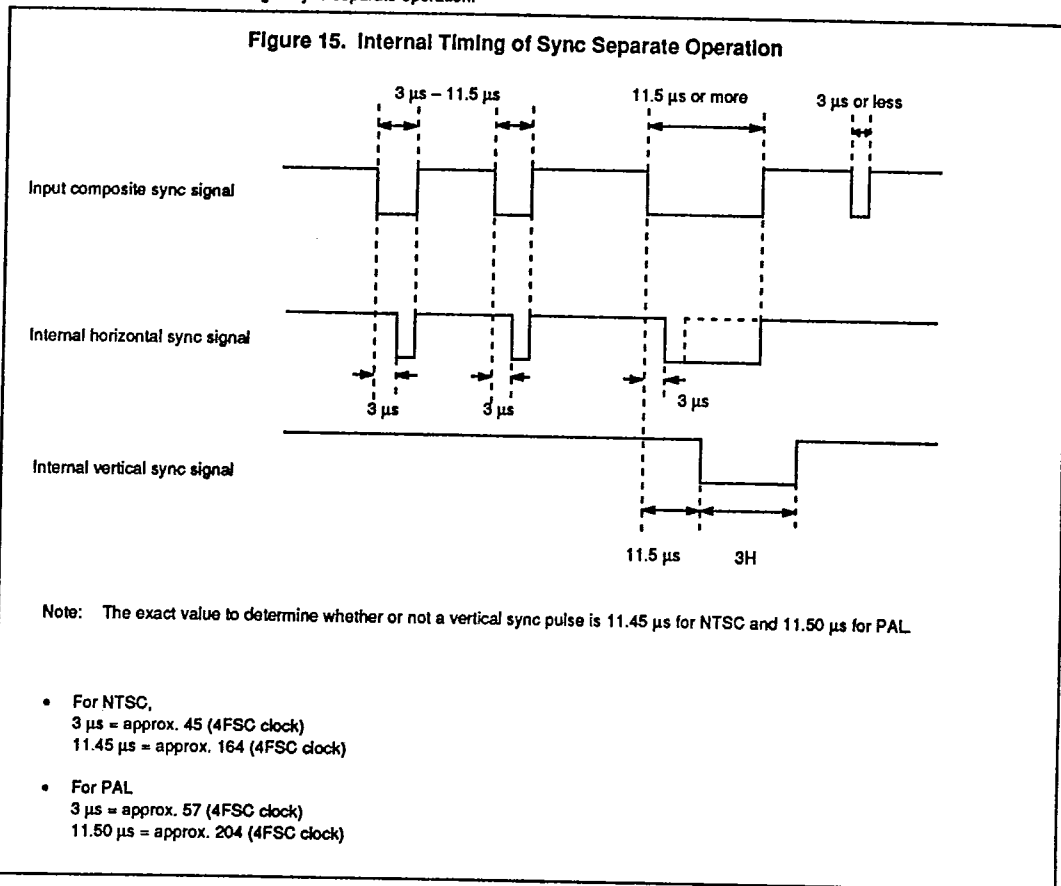 sync separate operation.
Figure 15. Internal Timing of Sync Separate Operation
3 µs – 11.5 µs
11.5 µs or more
3 µs or less
Input composite sync signal
Internal horizontal sync signal
3 µs
3 µs
3 µs
Internal vertical sync signal
11.5 µs
3H
Note: The exact value to determine whether or not a vertical sync pulse is 11.45 µs for NTSC and 11.50 µs for PAL.
• For NTSC,
3 µs = approx. 45 (4FSC clock)
11.45 µs = approx. 164 (4FSC clock)
• For PAL
3 µs = approx. 57 (4FSC clock)
11.50 µs = approx. 204 (4FSC clock)